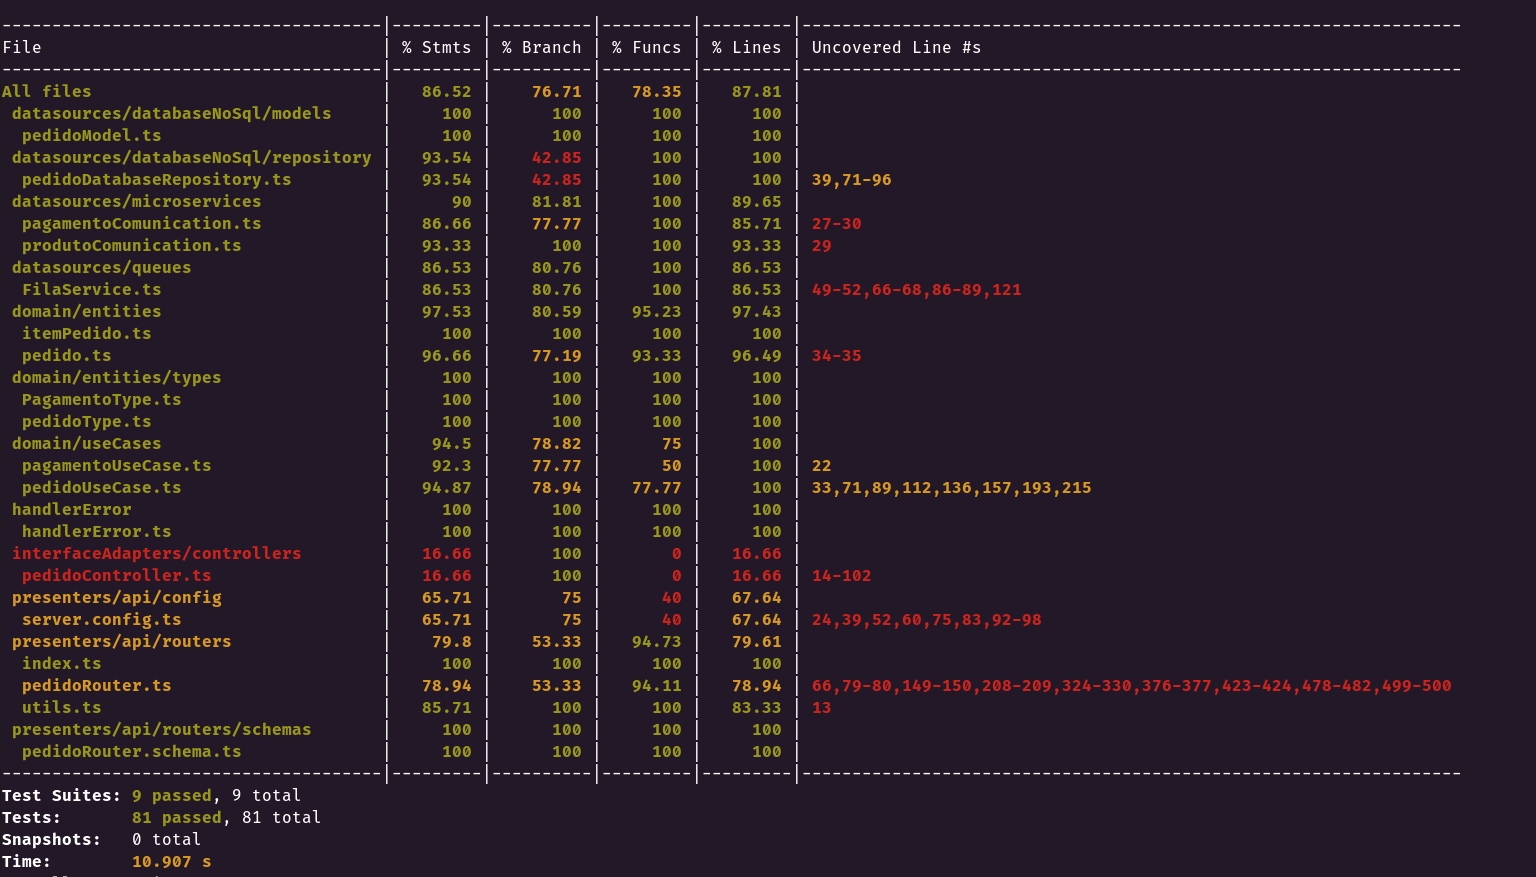 -------------------------------------|---------|----------|---------|---------|------------------------------------------------------------------
File | % Stmts | % Branch | % Funcs | % Lines | Uncovered Line #s
-------------------------------------|---------|----------|---------|---------|------------------------------------------------------------------
All files | 86.52 | 76.71 | 78.35 | 87.81 |
datasources/databaseNoSql/models | 100 | 100 | 100 | 100 |
pedidoModel.ts | 100 | 100 | 100 | 100 |
datasources/databaseNoSql/repository | 93.54 | 42.85 | 100 | 100 |
pedidoDatabaseRepository.ts | 93.54 | 42.85 | 100 | 100 | 39,71-96
datasources/microservices | 90 | 81.81 | 100 | 89.65 |
pagamentoComunication.ts | 86.66 | 77.77 | 100 | 85.71 | 27-30
produtoComunication.ts | 93.33 | 100 | 100 | 93.33 | 29
datasources/queues | 86.53 | 80.76 | 100 | 86.53 |
FilaService.ts | 86.53 | 80.76 | 100 | 86.53 | 49-52,66-68,86-89,121
domain/entities | 97.53 | 80.59 | 95.23 | 97.43 |
itemPedido.ts | 100 | 100 | 100 | 100 |
pedido.ts | 96.66 | 77.19 | 93.33 | 96.49 | 34-35
domain/entities/types | 100 | 100 | 100 | 100 |
PagamentoType.ts | 100 | 100 | 100 | 100 |
pedidoType.ts | 100 | 100 | 100 | 100 |
domain/useCases | 94.5 | 78.82 | 75 | 100 |
pagamentoUseCase.ts | 92.3 | 77.77 | 50 | 100 | 22
pedidoUseCase.ts | 94.87 | 78.94 | 77.77 | 100 | 33,71,89,112,136,157,193,215
handlerError | 100 | 100 | 100 | 100 |
handlerError.ts | 100 | 100 | 100 | 100 |
interfaceAdapters/controllers | 16.66 | 100 | 0 | 16.66 |
pedidoController.ts | 16.66 | 100 | 0 | 16.66 | 14-102
presenters/api/config | 65.71 | 75 | 40 | 67.64 |
server.config.ts | 65.71 | 75 | 40 | 67.64 | 24,39,52,60,75,83,92-98
presenters/api/routers | 79.8 | 53.33 | 94.73 | 79.61 |
index.ts | 100 | 100 | 100 | 100 |
pedidoRouter.ts | 78.94 | 53.33 | 94.11 | 78.94 | 66,79-80,149-150,208-209,324-330,376-377,423-424,478-482,499-500
utils.ts | 85.71 | 100 | 100 | 83.33 | 13
presenters/api/routers/schemas | 100 | 100 | 100 | 100 |
pedidoRouter.schema.ts | 100 | 100 | 100 | 100 |
-------------------------------------|---------|----------|---------|---------|------------------------------------------------------------------
Test Suites: 9 passed, 9 total
Tests: 81 passed, 81 total
Snapshots: 0 total
Time: 10.907 s